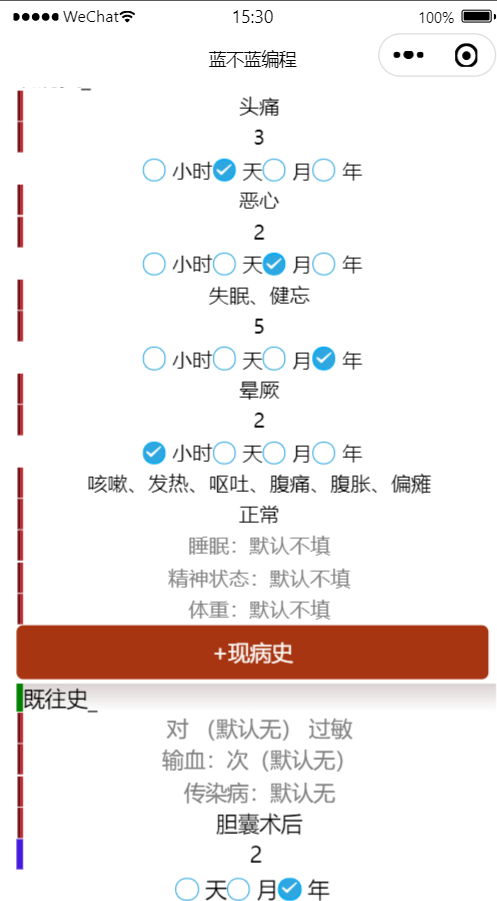 WeChat 15:30 100%
蓝不蓝编程
头痛
3
小时 天 月 年
恶心
2
小时 天 月 年
失眠、健忘
5
小时 天 月 年
晕厥
2
小时 天 月 年
咳嗽、发热、呕吐、腹痛、腹胀、偏瘫
正常
睡眠：默认不填
精神状态：默认不填
体重：默认不填
+现病史
既往史_
对 （默认无） 过敏
输血：次（默认无）
传染病：默认无
胆囊术后
2
天 月 年